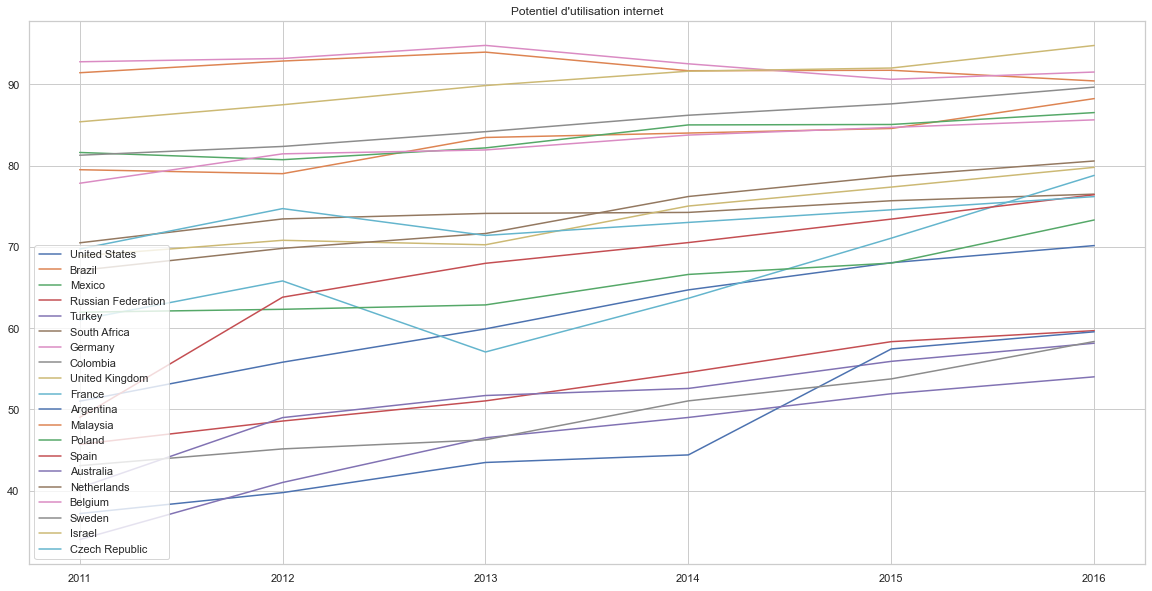 Potentiel d'utilisation internet
90
80
70
60
50
40
United States
Brazil
Mexico
Russian Federation
Turkey
South Africa
Germany
Colombia
United Kingdom
France
Argentina
Malaysia
Poland
Spain
Australia
Netherlands
Belgium
Sweden
Israel
Czech Republic
2011 2012 2013 2014 2015 2016